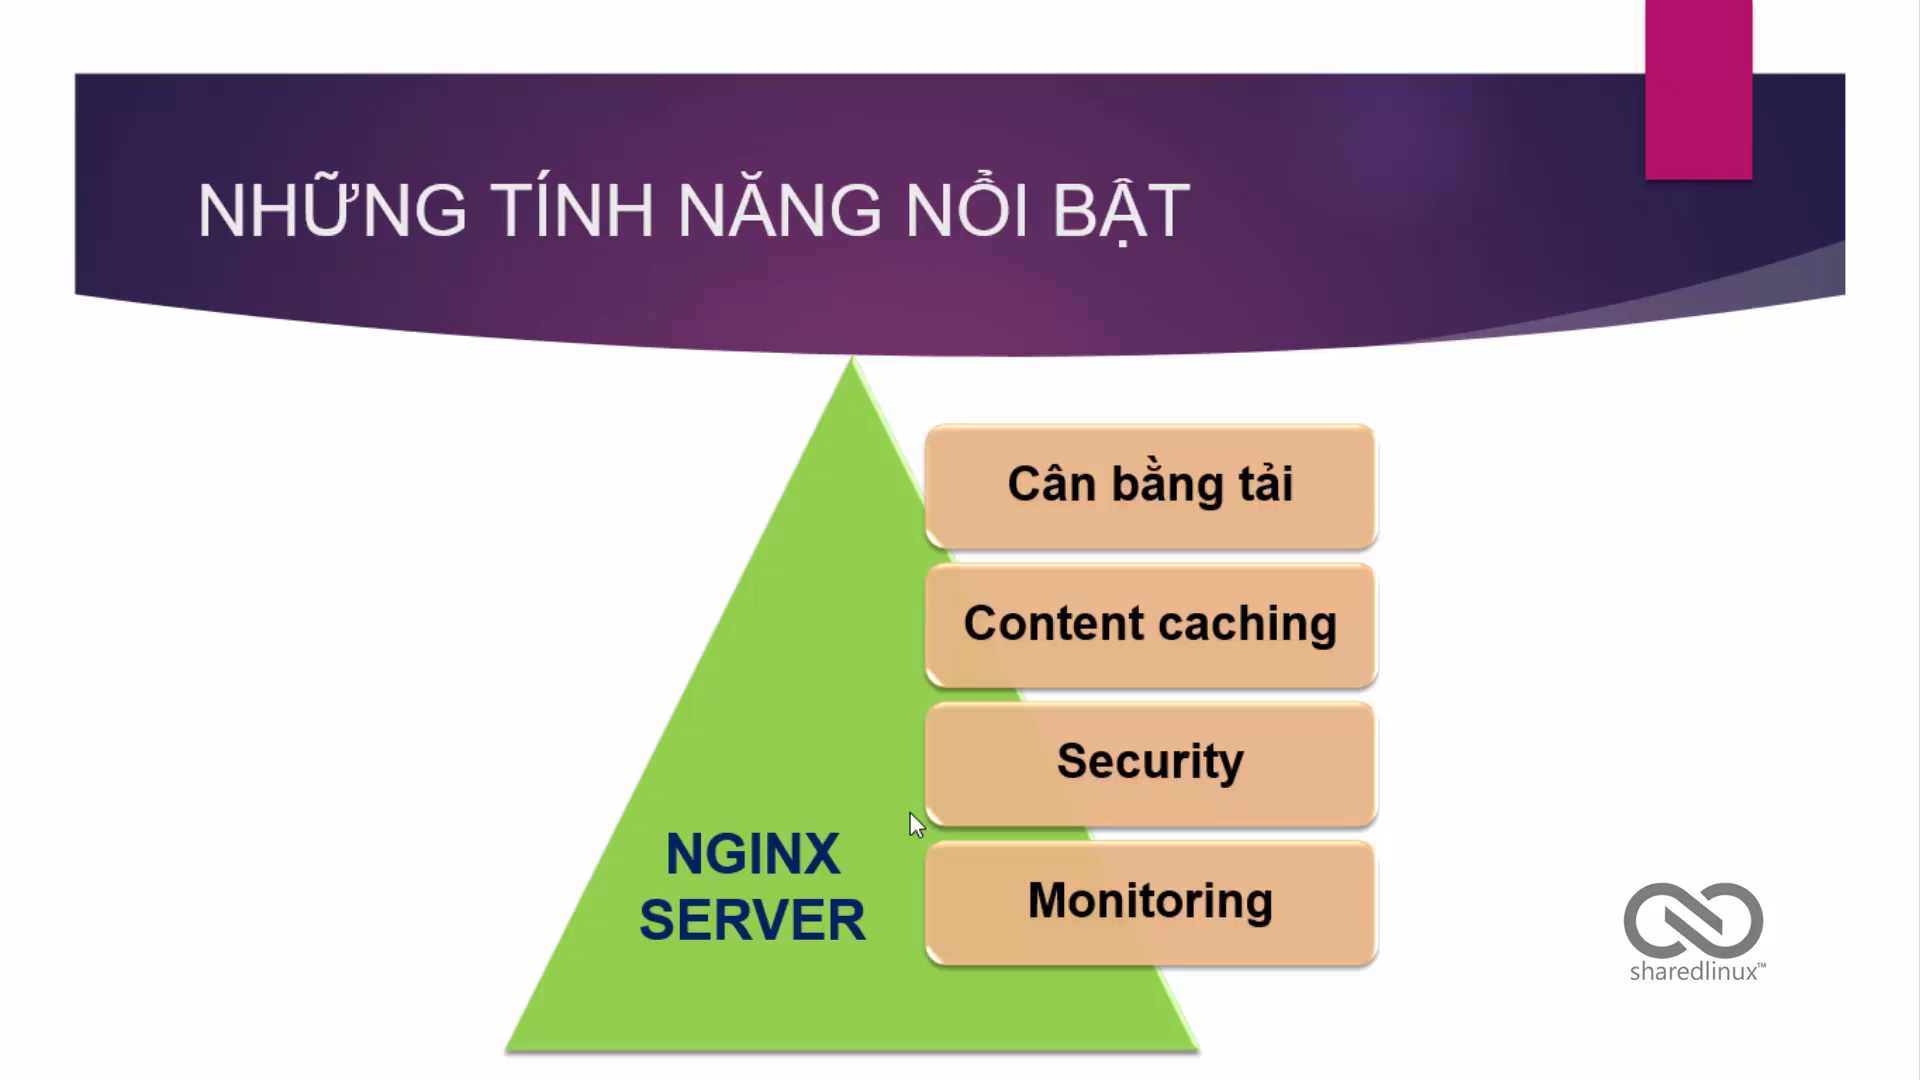 NHỮNG TÍNH NĂNG NỔI BẬT
Cân bằng tải
Content caching
Security
Monitoring
NGINX
SERVER
sharedlinux™